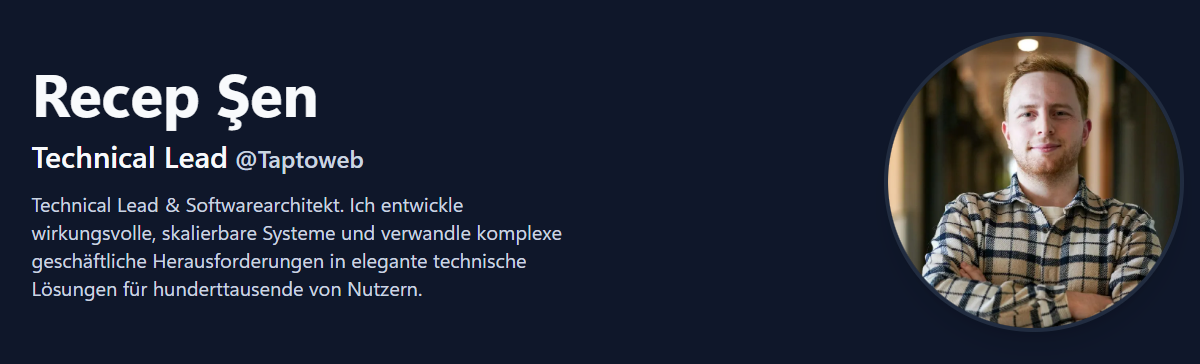 Recep Şen
Technical Lead @Taptoweb
Technical Lead & Softwarearchitekt. Ich entwickle
wirkungsvolle, skalierbare Systeme und verwandle komplexe
geschäftliche Herausforderungen in elegante technische
Lösungen für hunderttausende von Nutzern.